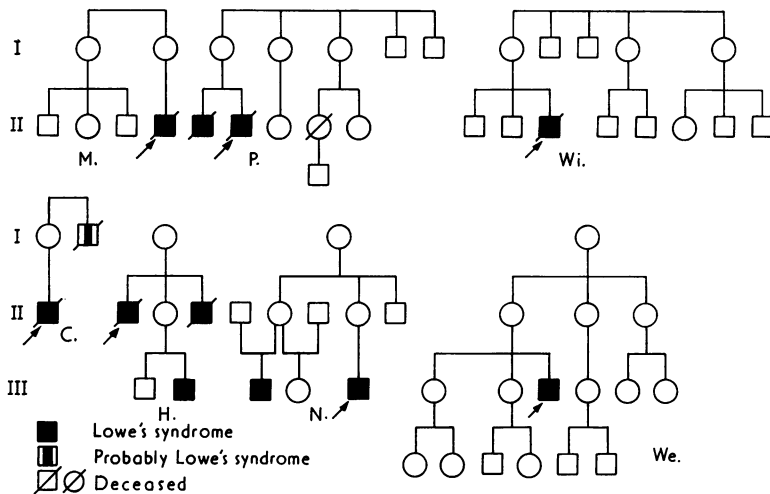 I
II
M.
P.
Wi.
I
II
C.
III
H.
N.
We.
Lowe's syndrome
Probably Lowe's syndrome
Deceased